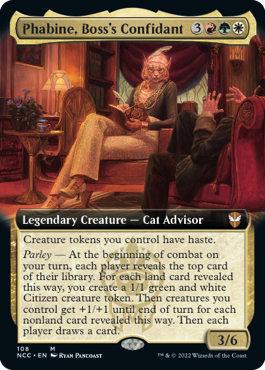 Phabine, Boss's Confidant 3
Legendary Creature — Cat Advisor
Creature tokens you control have haste.
Parley — At the beginning of combat on
your turn, each player reveals the top card
of their library. For each land card revealed
this way, you create a 1/1 green and white
Citizen creature token. Then creatures you
control get +1/+1 until end of turn for each
nonland card revealed this way. Then each
player draws a card.
3/6
108 M
NCC • EN RYAN PANCOAST
™ & © 2022 Wizards of the Coast